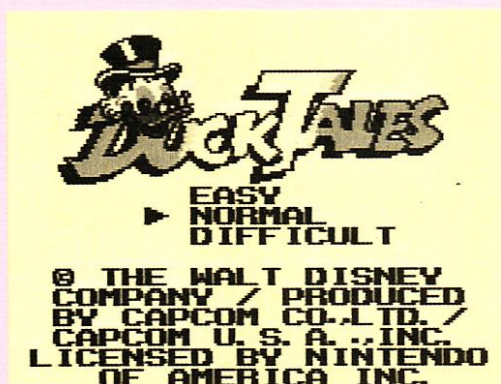 DUCKTALES
EASY
► NORMAL
DIFFICULT
© THE WALT DISNEY
COMPANY / PRODUCED
BY CAPCOM CO.,LTD. /
CAPCOM U.S.A.,INC.
LICENSED BY NINTENDO
OF AMERICA INC.